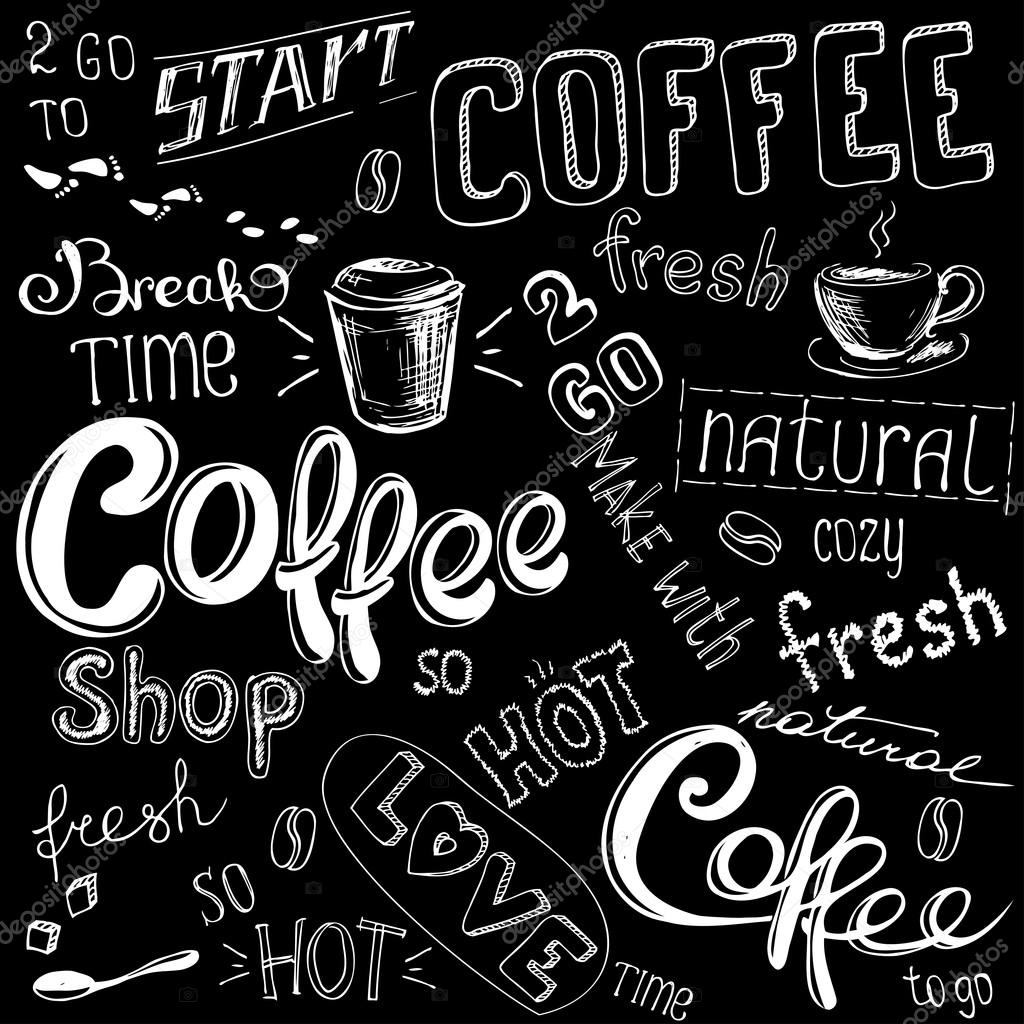 2 GO
TO
START
COFFEE
fresh
Break
TIME
2
GO
natural
MAKE WITH
cozy
Coffee
Shop
so
HOT
fresh
natural
Coffee
to go
fresh
SO
HOT
LOVE
TIME
depositphotos